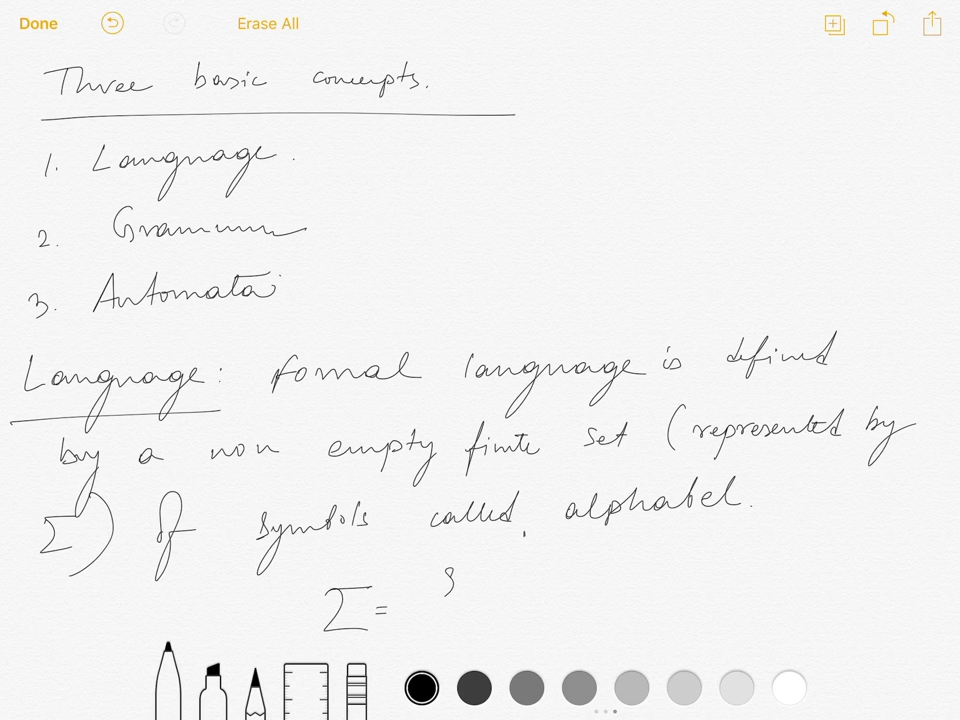 Done Erase All
Three basic concepts.
1. Language.
2. Grammar
3. Automata
Language: formal language is defined
by a non empty finite set (represented by
Σ) of symbols called, alphabet.
Σ =